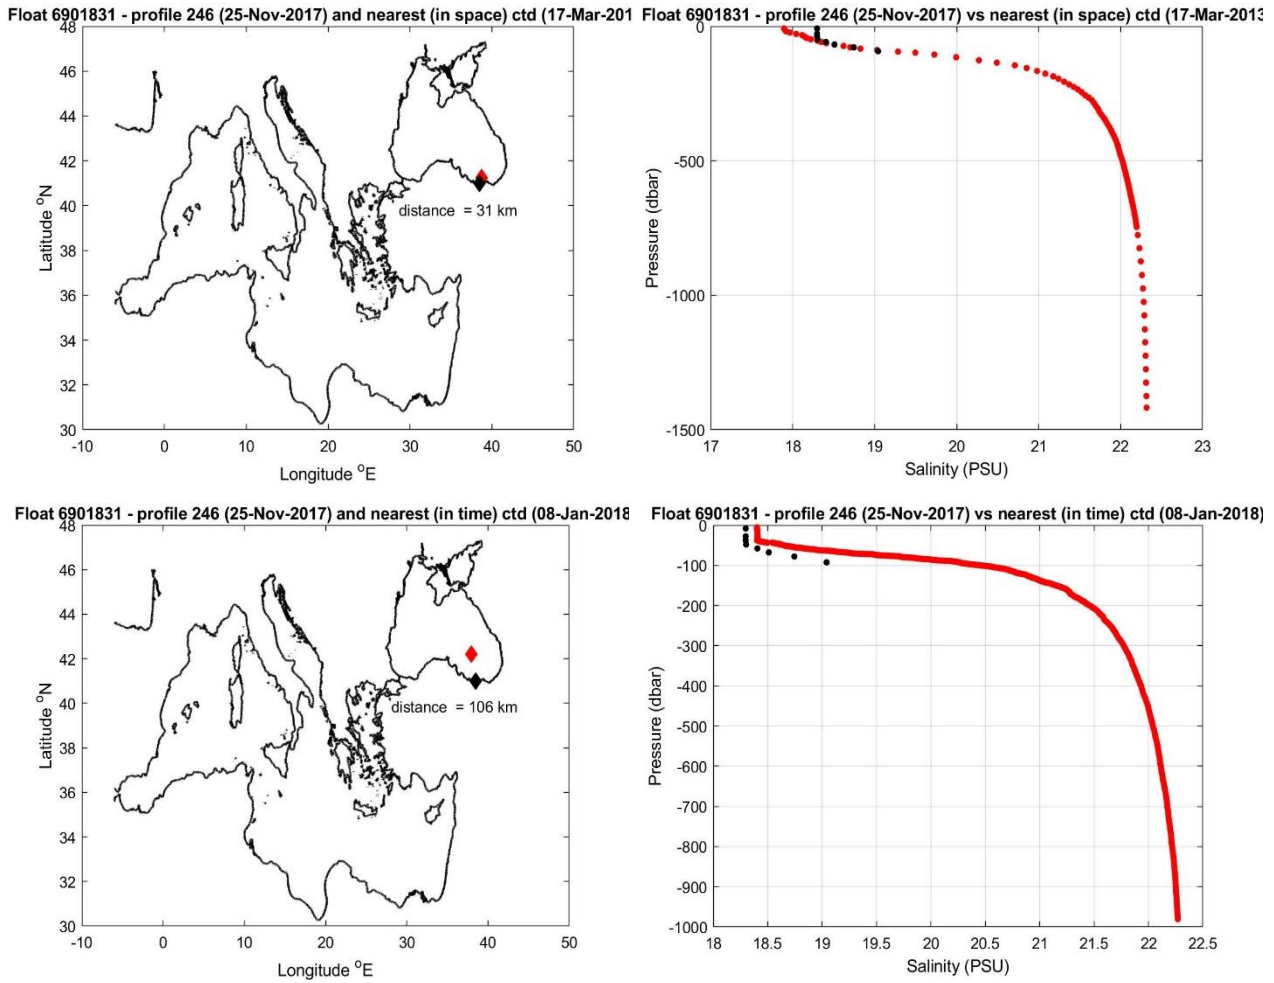 Float 6901831 - profile 246 (25-Nov-2017) and nearest (in space) ctd (17-Mar-201
48
46
44
42
40
38
36
34
32
30
Latitude °N
distance = 31 km
-10 0 10 20 30 40 50
Longitude °E
Float 6901831 - profile 246 (25-Nov-2017) vs nearest (in space) ctd (17-Mar-2013
0
-500
-1000
-1500
Pressure (dbar)
17 18 19 20 21 22 23
Salinity (PSU)
Float 6901831 - profile 246 (25-Nov-2017) and nearest (in time) ctd (08-Jan-2018
48
46
44
42
40
38
36
34
32
30
Latitude °N
distance = 106 km
-10 0 10 20 30 40 50
Longitude °E
Float 6901831 - profile 246 (25-Nov-2017) vs nearest (in time) ctd (08-Jan-2018)
0
-100
-200
-300
-400
-500
-600
-700
-800
-900
-1000
Pressure (dbar)
18 18.5 19 19.5 20 20.5 21 21.5 22 22.5
Salinity (PSU)